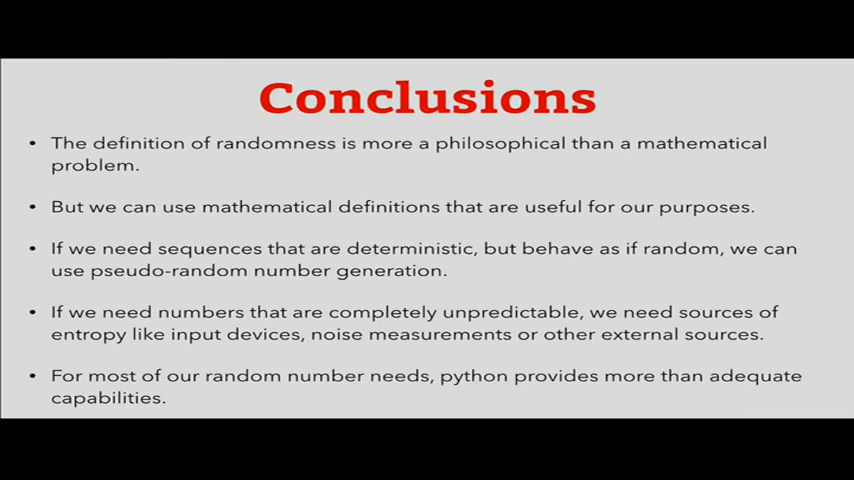 Conclusions
• The definition of randomness is more a philosophical than a mathematical
problem.
• But we can use mathematical definitions that are useful for our purposes.
• If we need sequences that are deterministic, but behave as if random, we can
use pseudo-random number generation.
• If we need numbers that are completely unpredictable, we need sources of
entropy like input devices, noise measurements or other external sources.
• For most of our random number needs, python provides more than adequate
capabilities.